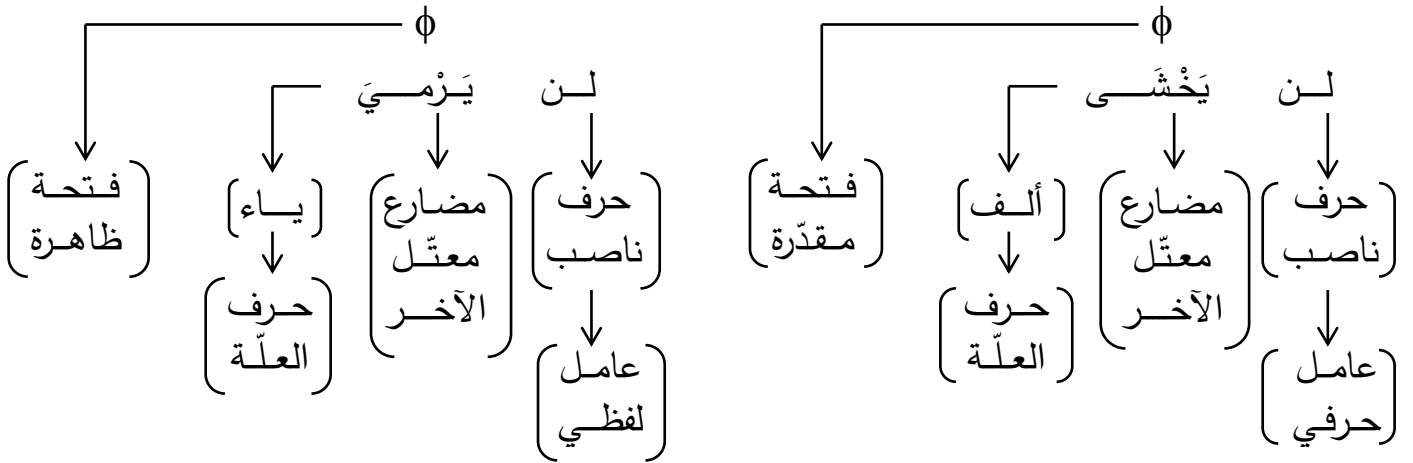 ϕ
لن يَخْشَى
حرف
ناصب
عامل
حرفي
مضارع
معتّل
الآخر
ألف
حرف
العلّة
فتحة
مقدّرة
ϕ
لن يَرْميَ
حرف
ناصب
عامل
لفظي
مضارع
معتّل
الآخر
ياء
حرف
العلّة
فتحة
ظاهرة